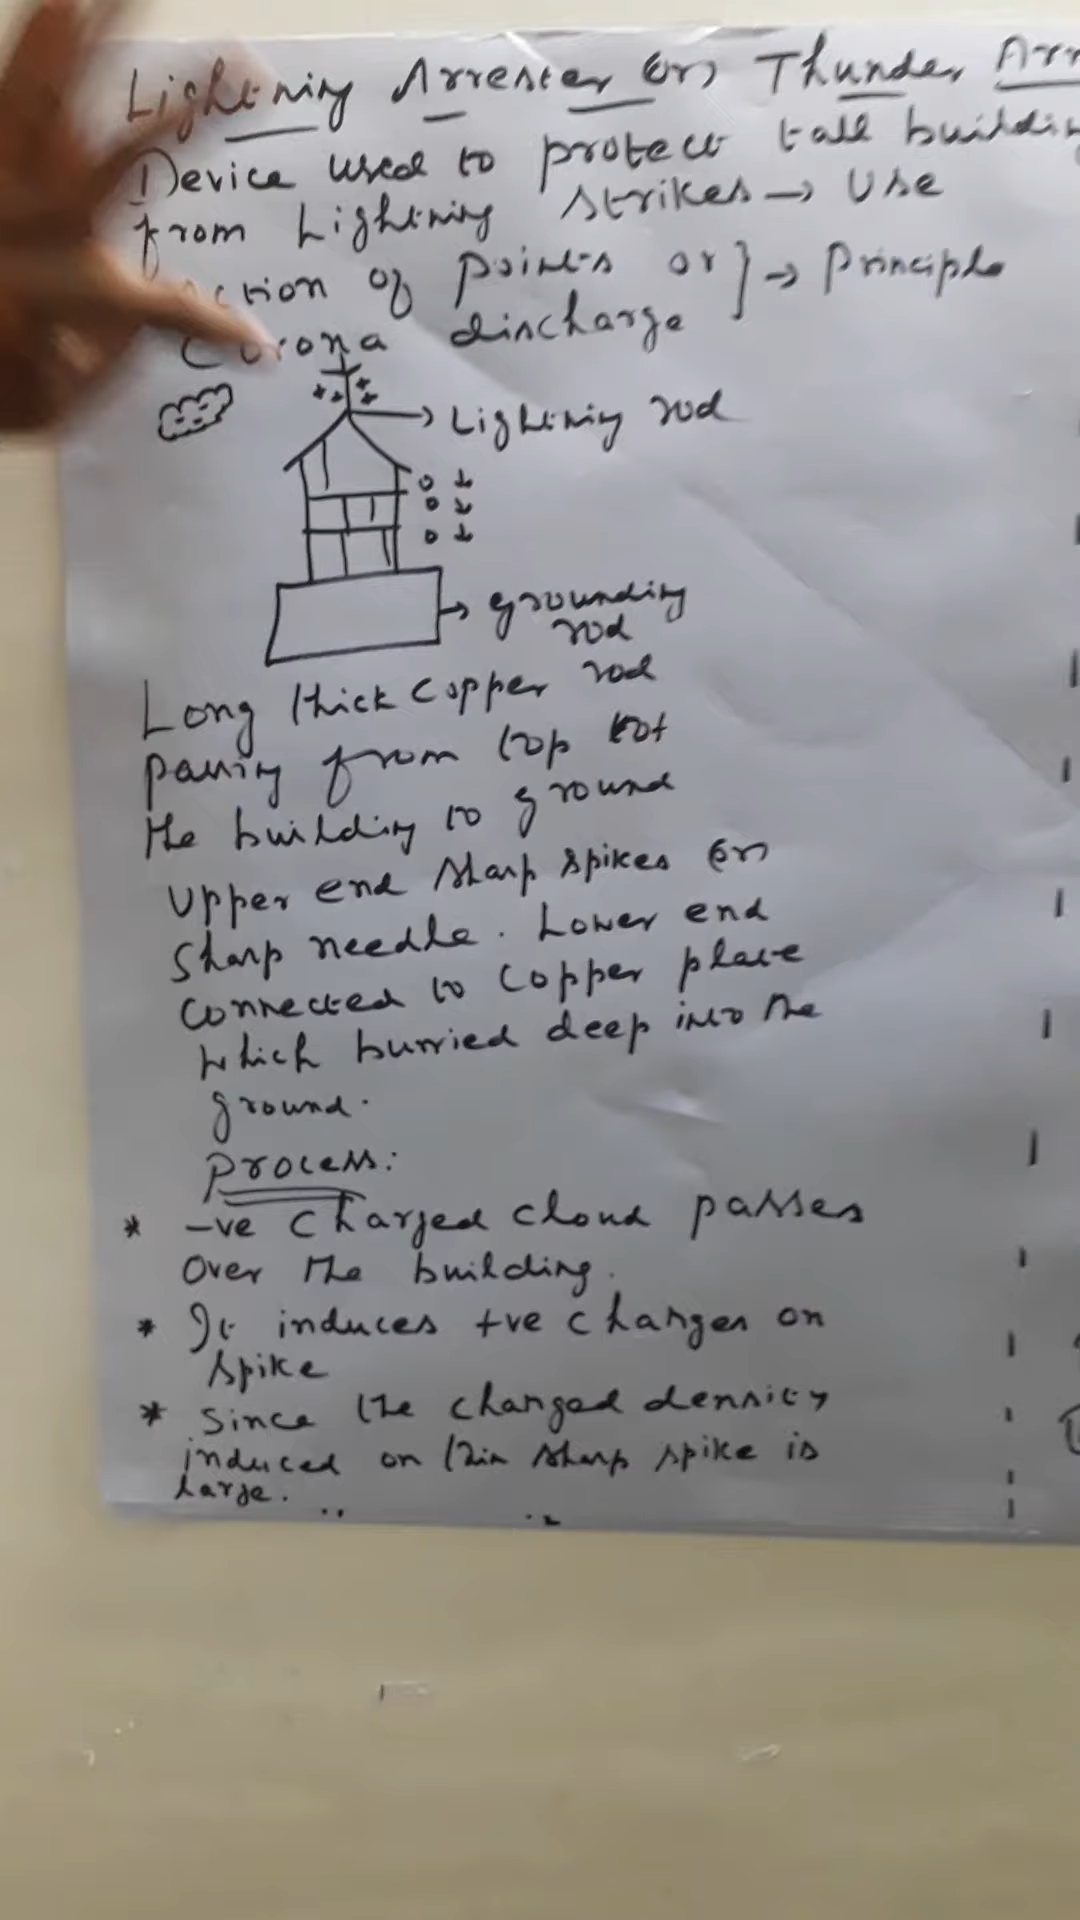 Lightning Arrester (or) Thunder Arr
Device used to protect tall buildin
from Lightning strikes → Use
Action of Points or } → Principle
Corona discharge
→ Lightning rod
→ grounding
rod
Long thick copper rod
passing from top of
the building to ground
Upper end sharp spikes (or)
sharp needle. Lower end
connected to copper plate
which burried deep into the
ground.
Process:
* -ve charged cloud passes
over the building.
* It induces +ve charges on
spike
* Since the charged density
induced on thin sharp spike is
large.